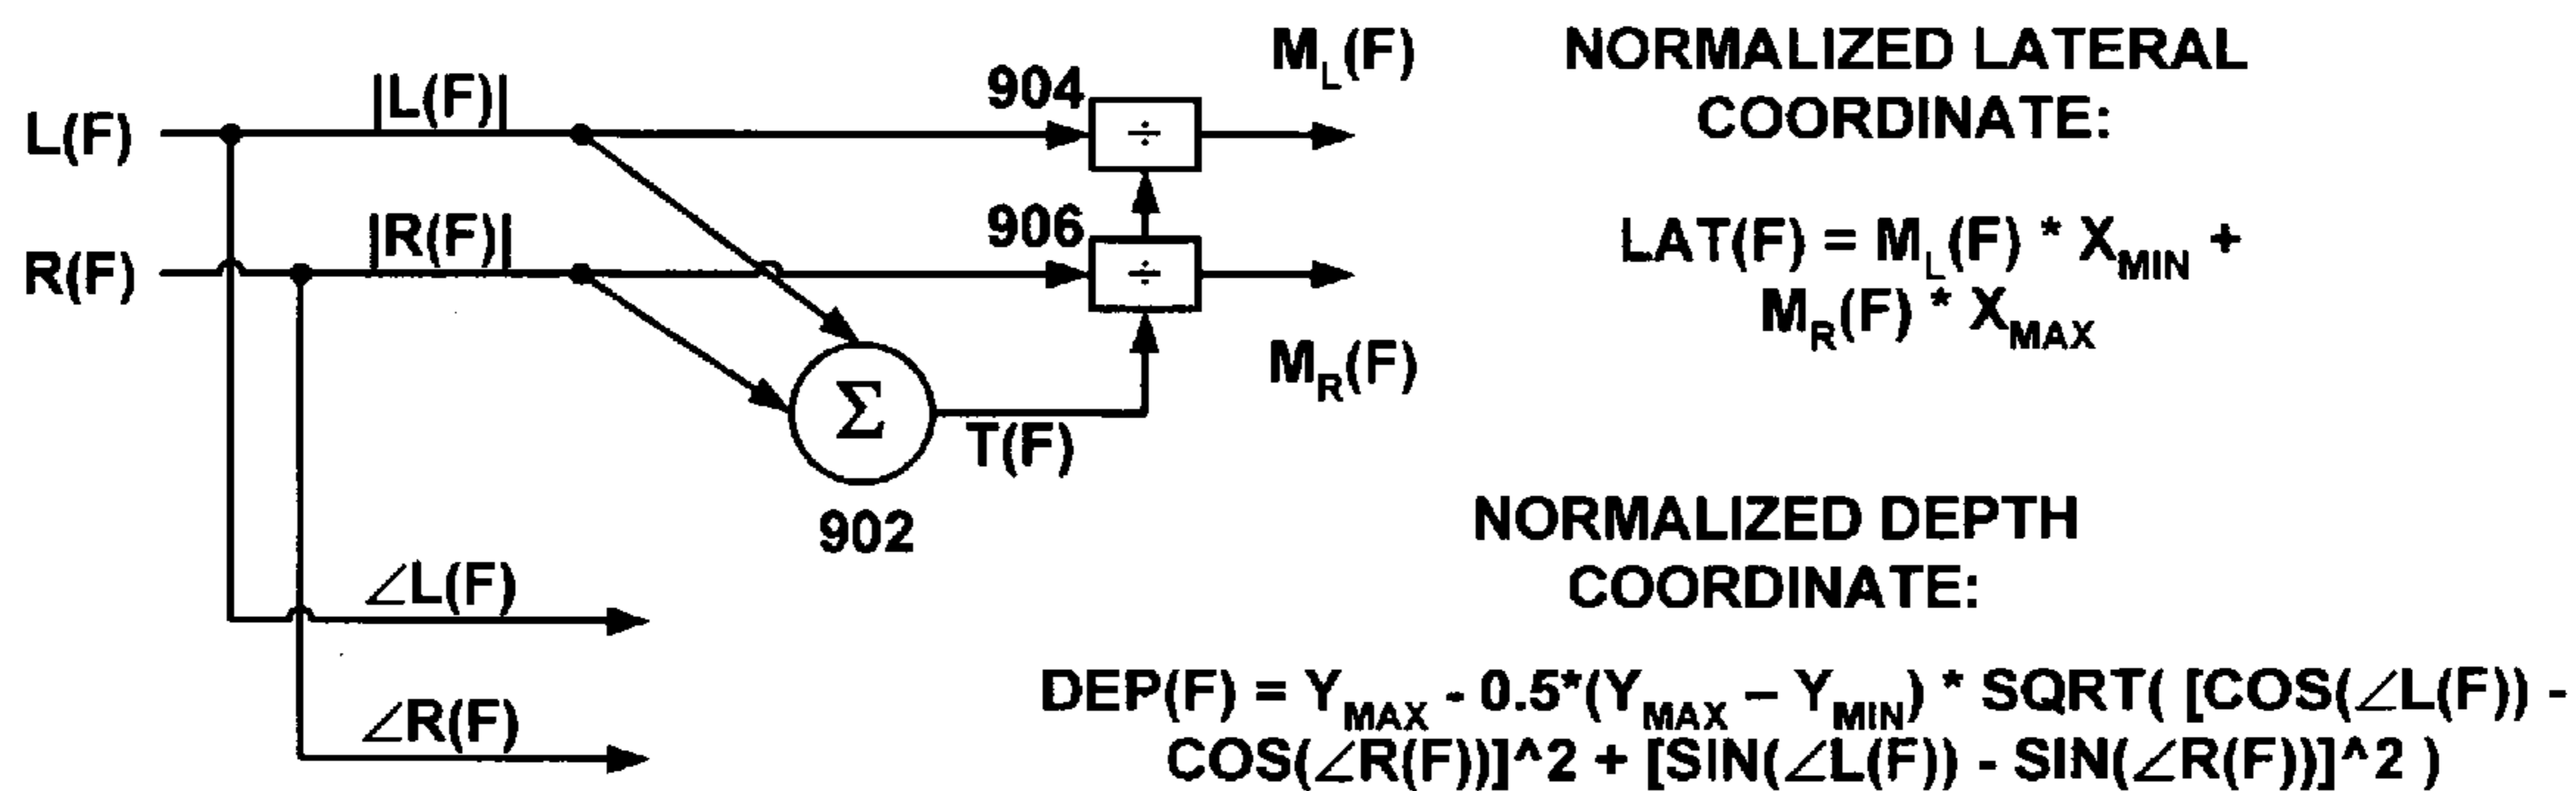 L(F)
|L(F)|
904
÷
M_L(F)
R(F)
|R(F)|
906
÷
M_R(F)
Σ
T(F)
902
∠L(F)
∠R(F)
NORMALIZED LATERAL
COORDINATE:
LAT(F) = M_L(F) * X_MIN +
M_R(F) * X_MAX
NORMALIZED DEPTH
COORDINATE:
DEP(F) = Y_MAX - 0.5*(Y_MAX – Y_MIN) * SQRT( [COS(∠L(F)) -
COS(∠R(F))]^2 + [SIN(∠L(F)) - SIN(∠R(F))]^2 )